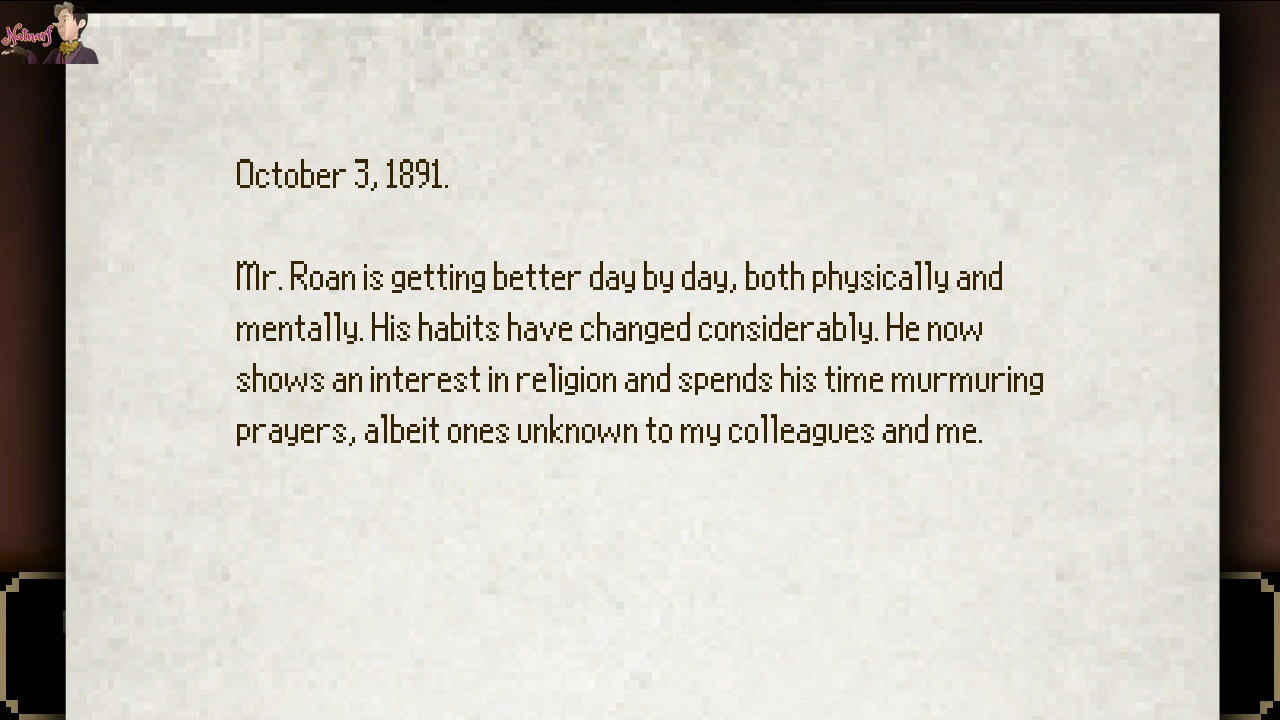 Nalinarf
October 3, 1891.
Mr. Roan is getting better day by day, both physically and
mentally. His habits have changed considerably. He now
shows an interest in religion and spends his time murmuring
prayers, albeit ones unknown to my colleagues and me.